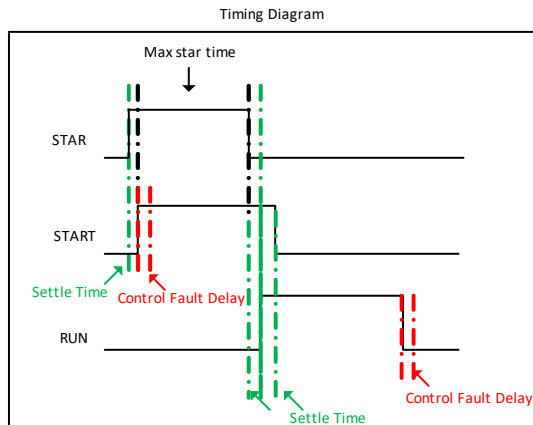 Timing Diagram
Max star time
STAR
START
Settle Time
Control Fault Delay
RUN
Control Fault Delay
Settle Time